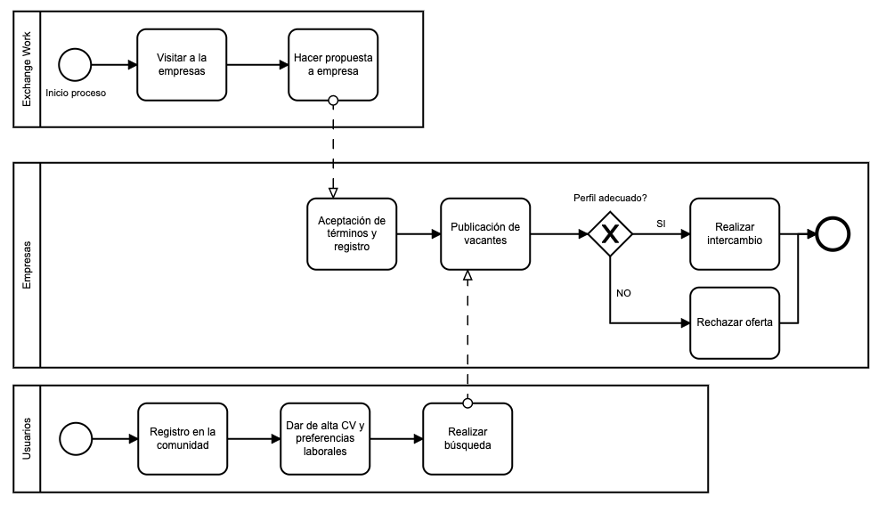 Exchange Work
Inicio proceso
Visitar a la
empresas
Hacer propuesta
a empresa
Empresas
Aceptación de
términos y
registro
Publicación de
vacantes
Perfil adecuado?
X
SI
NO
Realizar
intercambio
Rechazar oferta
Usuarios
Registro en la
comunidad
Dar de alta CV y
preferencias
laborales
Realizar
búsqueda